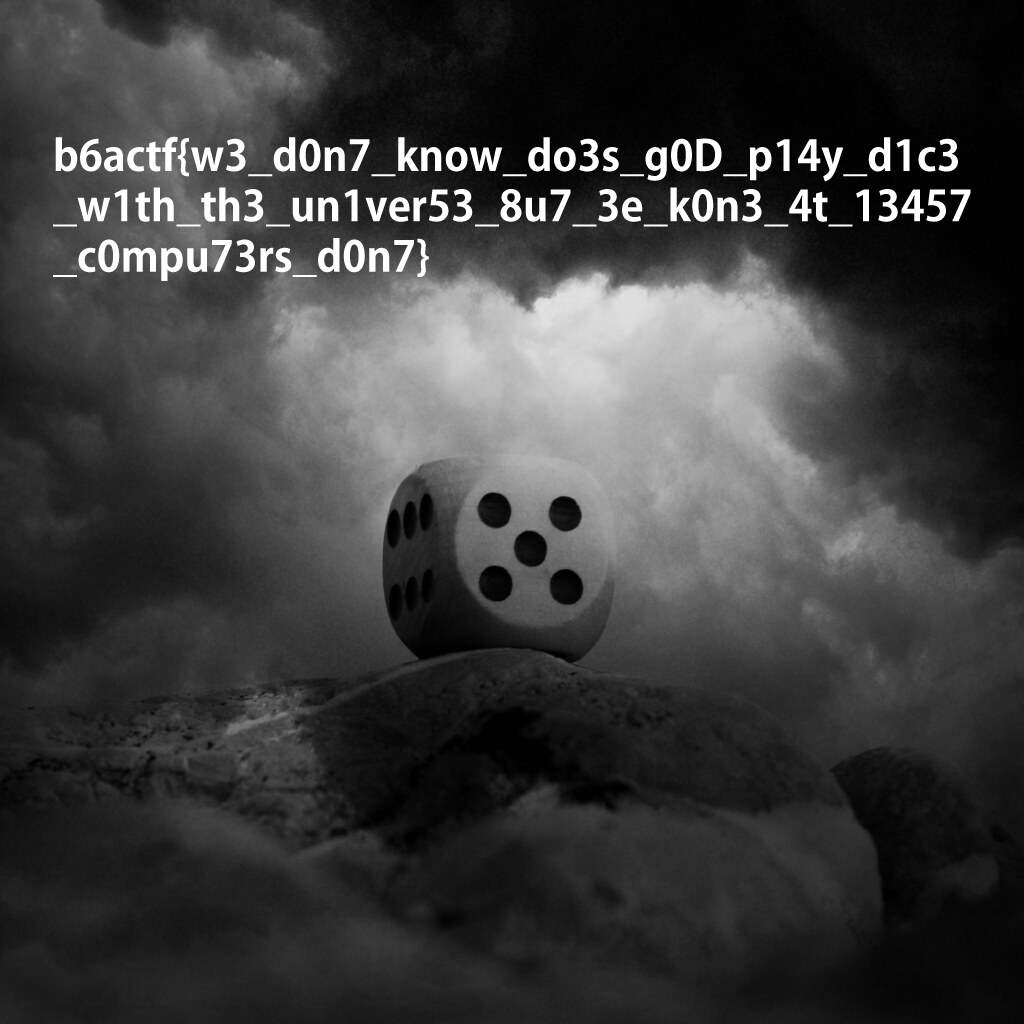 b6actf{w3_d0n7_know_do3s_g0D_p14y_d1c3
_w1th_th3_un1ver53_8u7_3e_k0n3_4t_13457
_c0mpu73rs_d0n7}